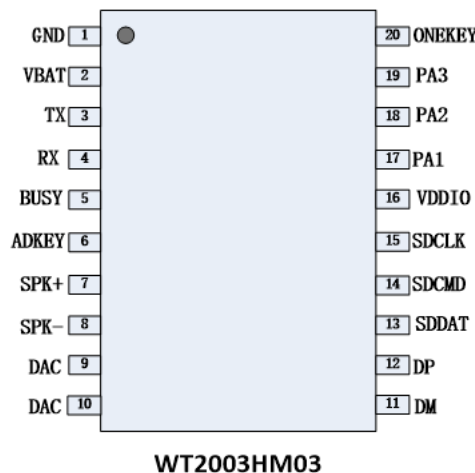 GND 1 20 ONEKEY
VBAT 2 19 PA3
TX 3 18 PA2
RX 4 17 PA1
BUSY 5 16 VDDIO
ADKEY 6 15 SDCLK
SPK+ 7 14 SDCMD
SPK- 8 13 SDDAT
DAC 9 12 DP
DAC 10 11 DM
WT2003HM03